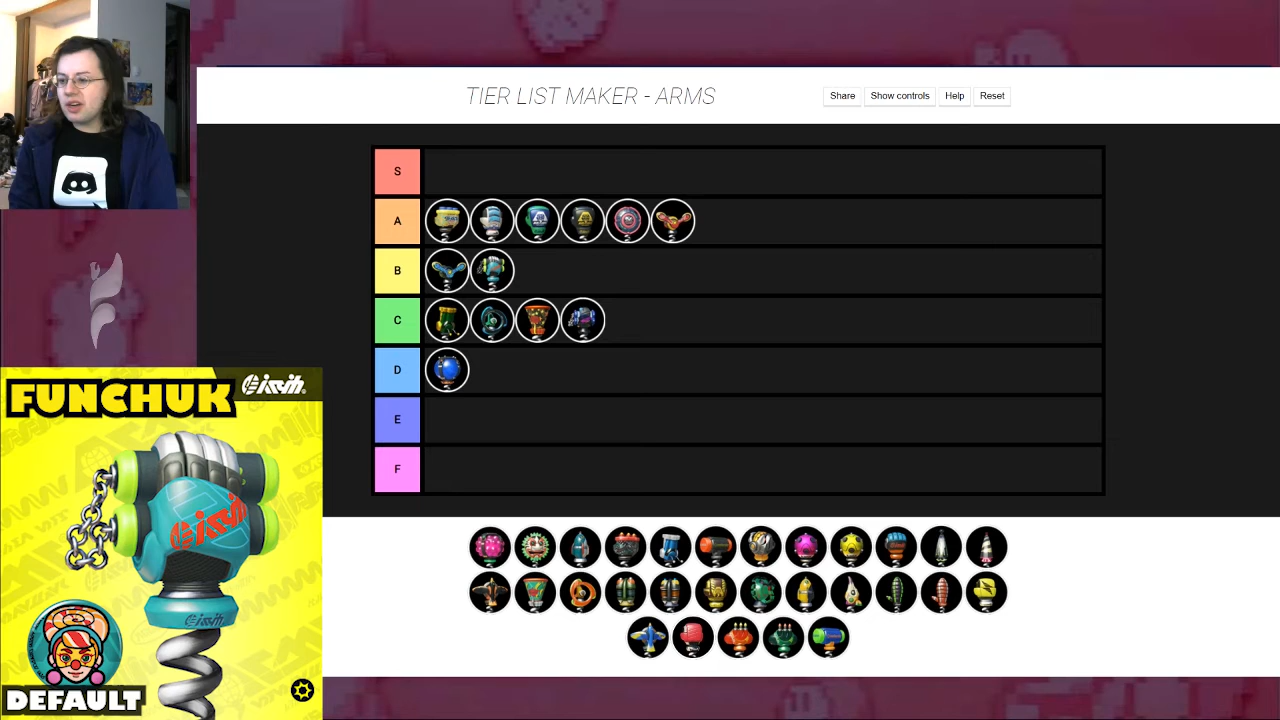 TIER LIST MAKER - ARMS
Share
Show controls
Help
Reset
S
A
B
C
D
E
F
FUNCHUK
DEFAULT